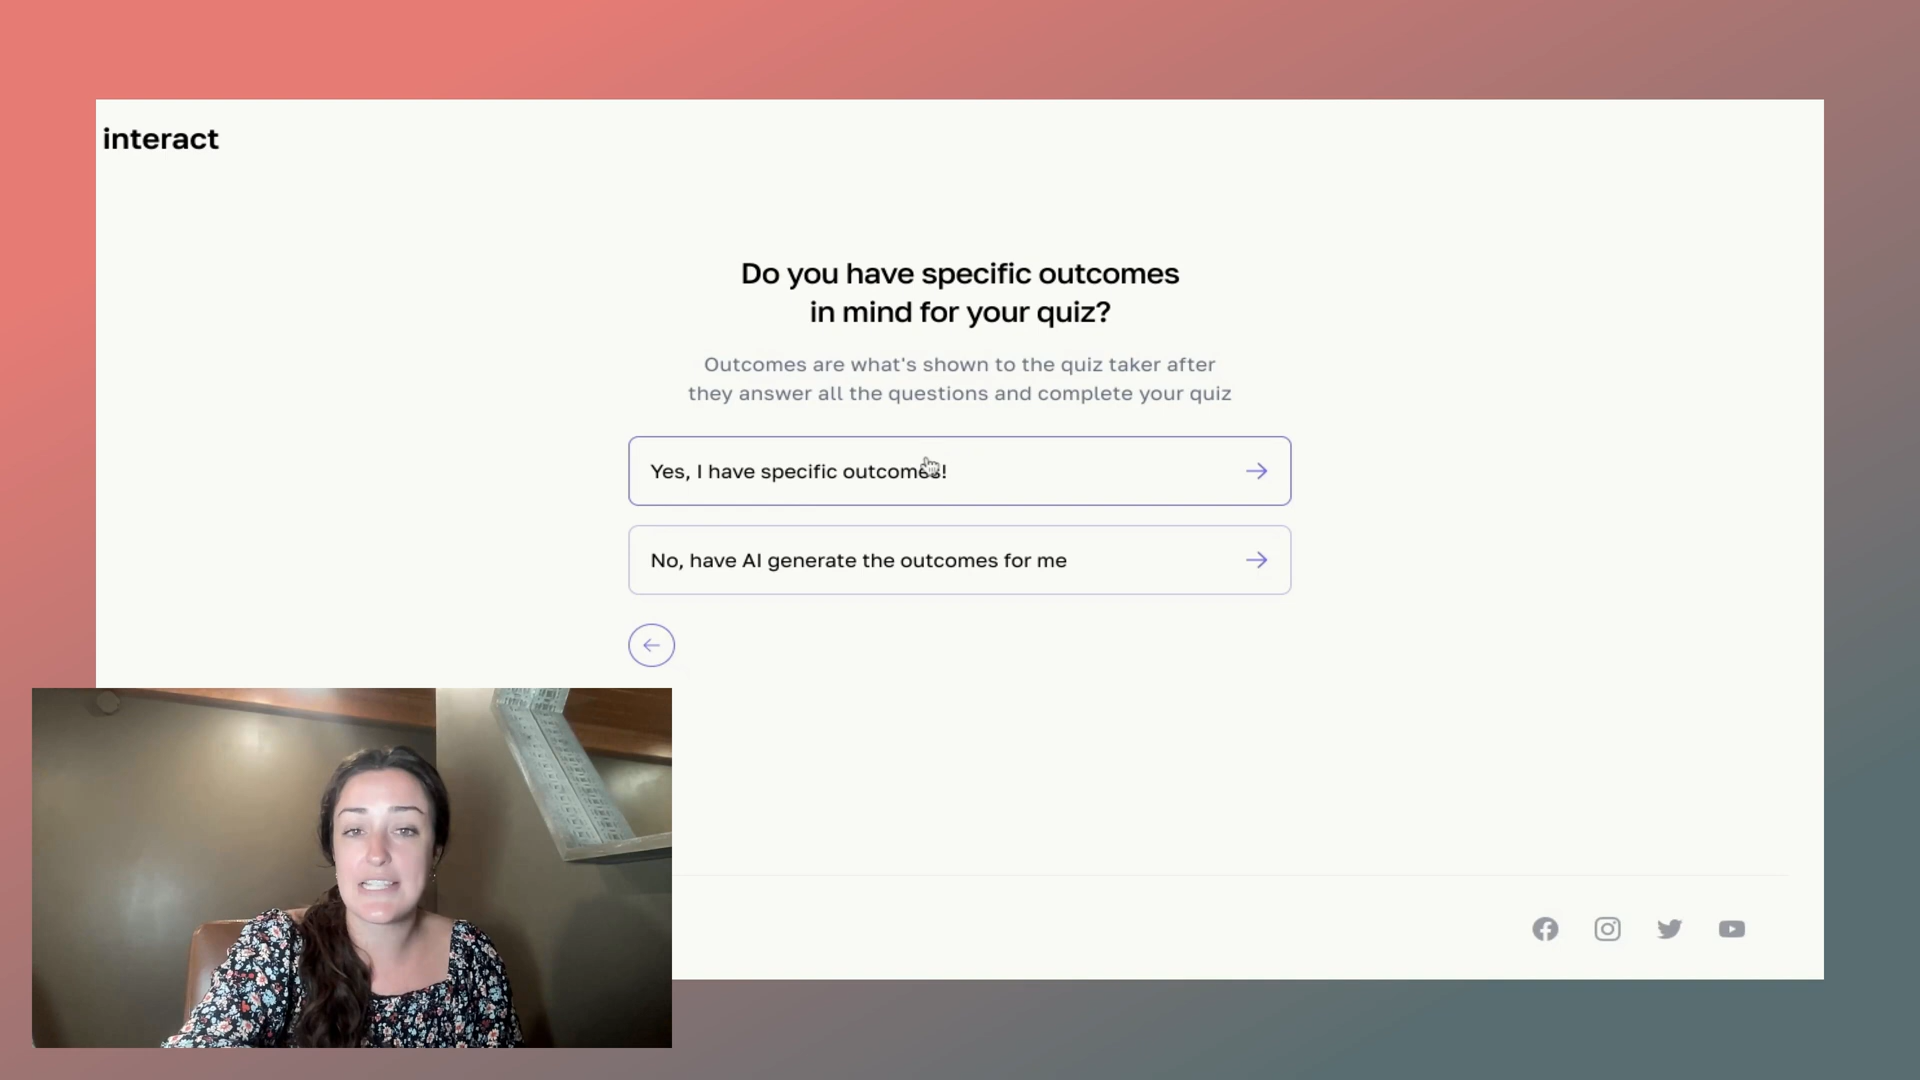 interact
Do you have specific outcomes
in mind for your quiz?
Outcomes are what's shown to the quiz taker after
they answer all the questions and complete your quiz
Yes, I have specific outcomes!
No, have AI generate the outcomes for me